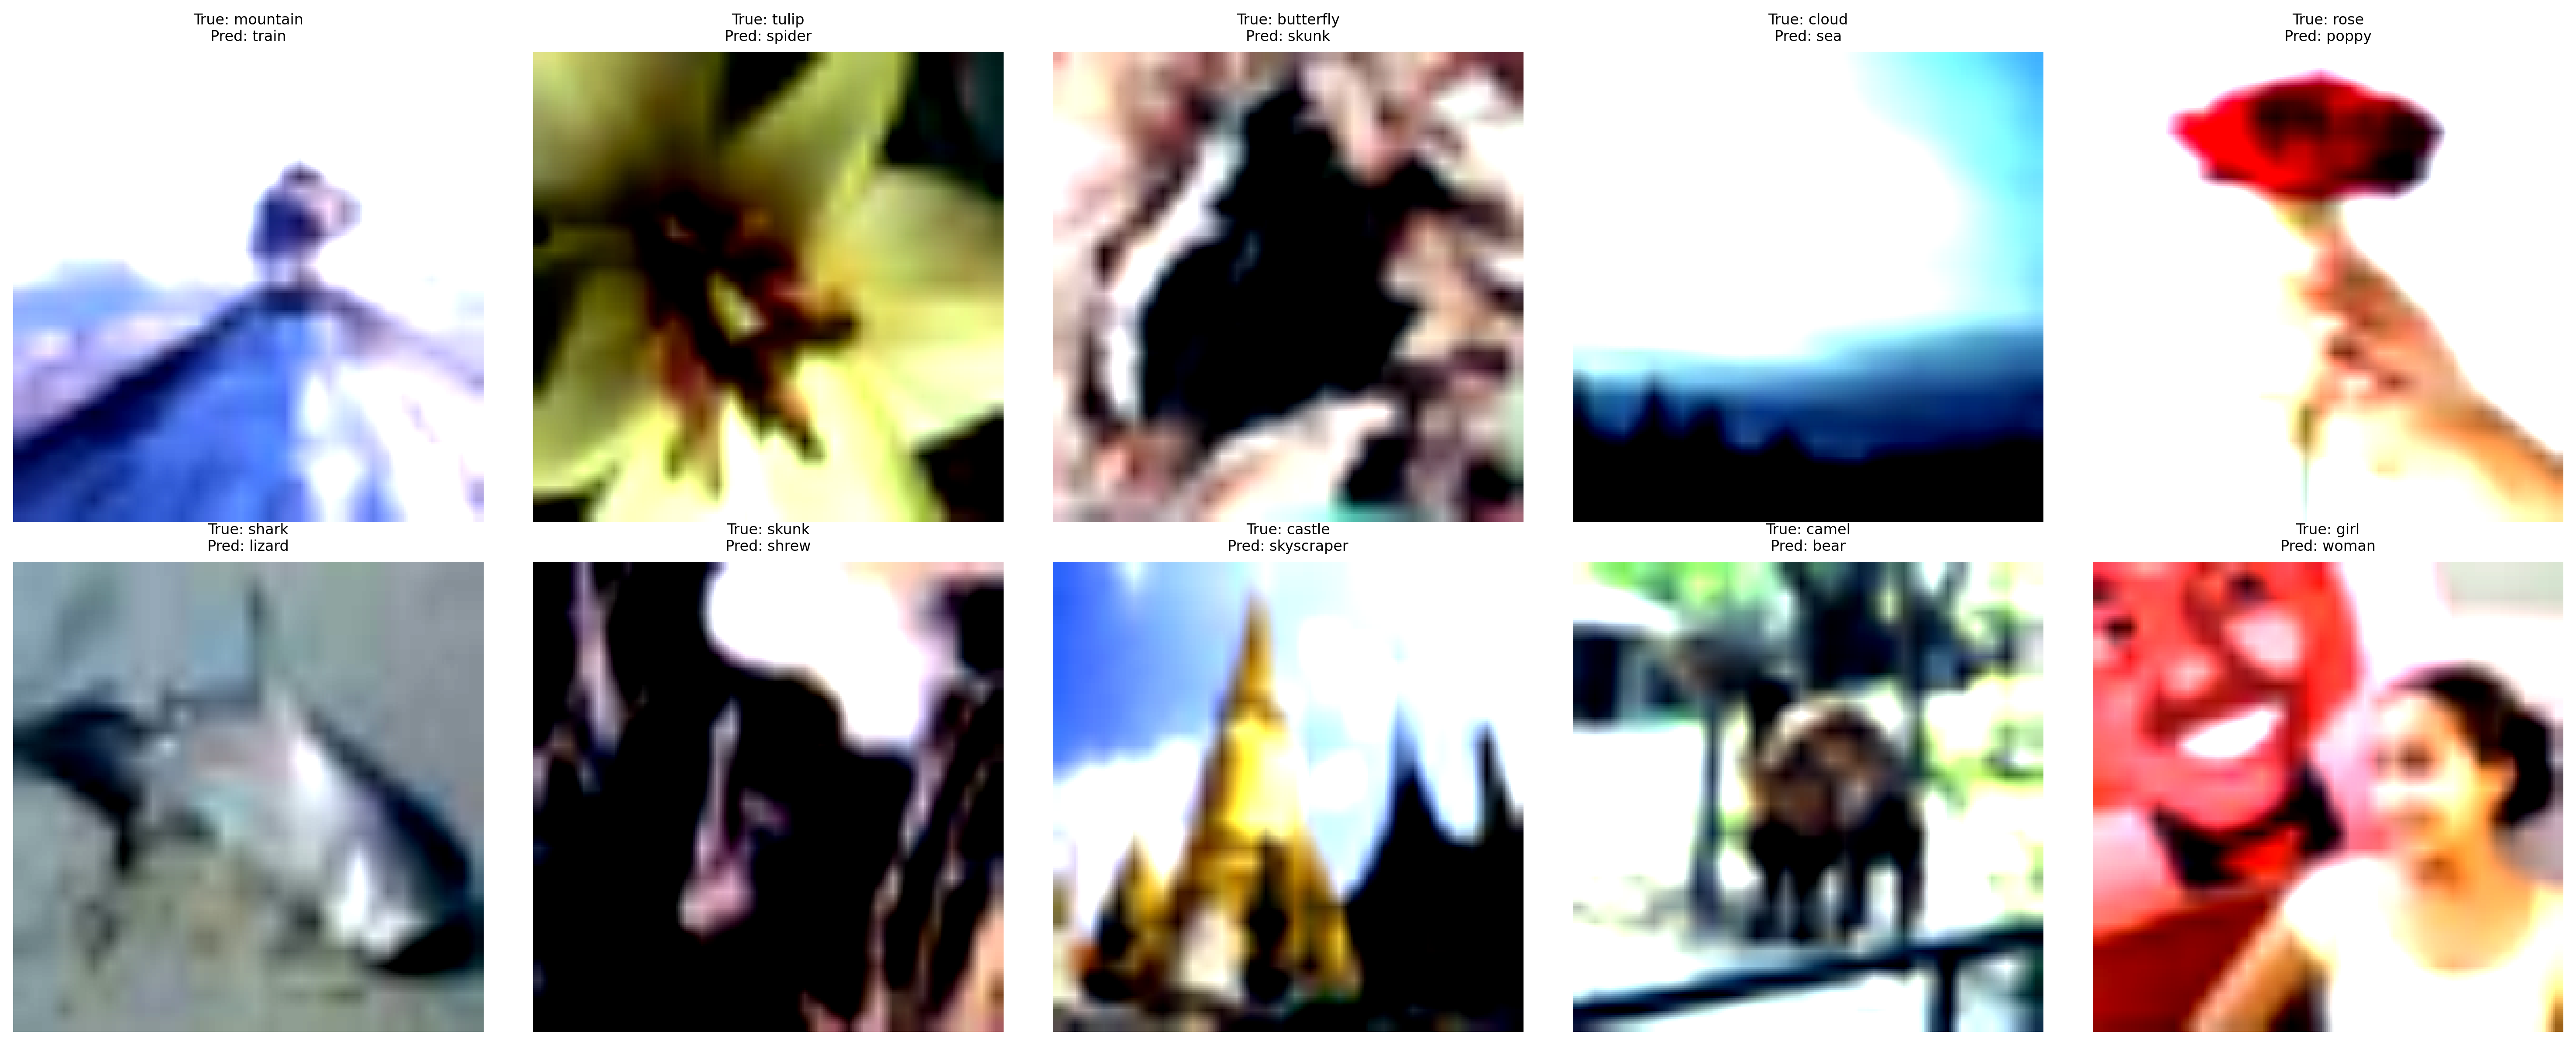 True: mountain
Pred: train
True: tulip
Pred: spider
True: butterfly
Pred: skunk
True: cloud
Pred: sea
True: rose
Pred: poppy
True: shark
Pred: lizard
True: skunk
Pred: shrew
True: castle
Pred: skyscraper
True: camel
Pred: bear
True: girl
Pred: woman